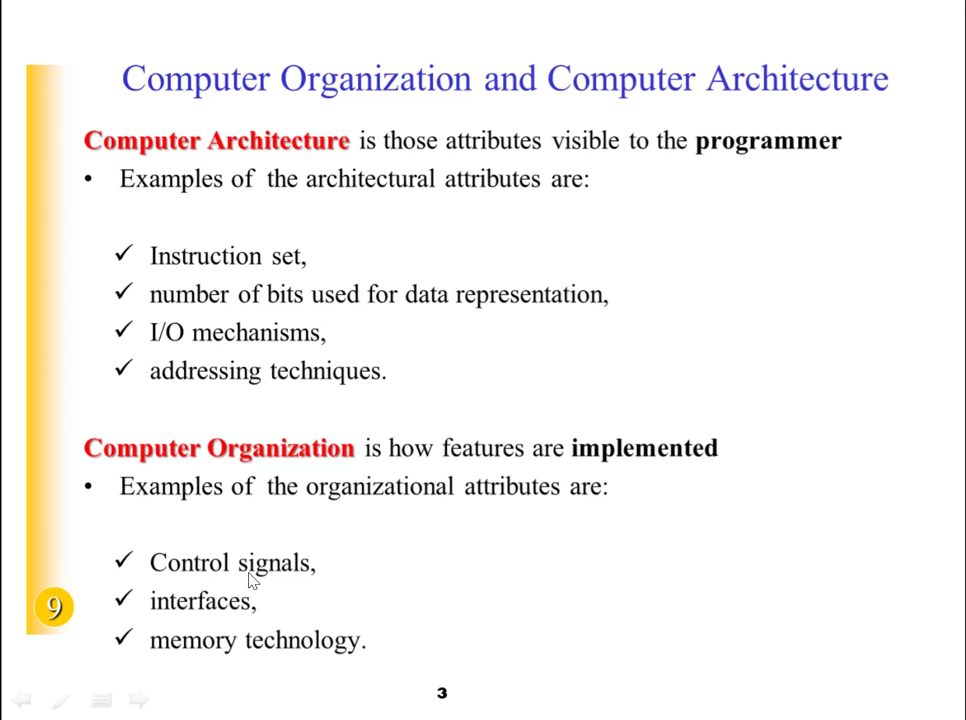 Computer Organization and Computer Architecture
Computer Architecture is those attributes visible to the programmer
• Examples of the architectural attributes are:
✓ Instruction set,
✓ number of bits used for data representation,
✓ I/O mechanisms,
✓ addressing techniques.
Computer Organization is how features are implemented
• Examples of the organizational attributes are:
✓ Control signals,
✓ interfaces,
✓ memory technology.
9
3